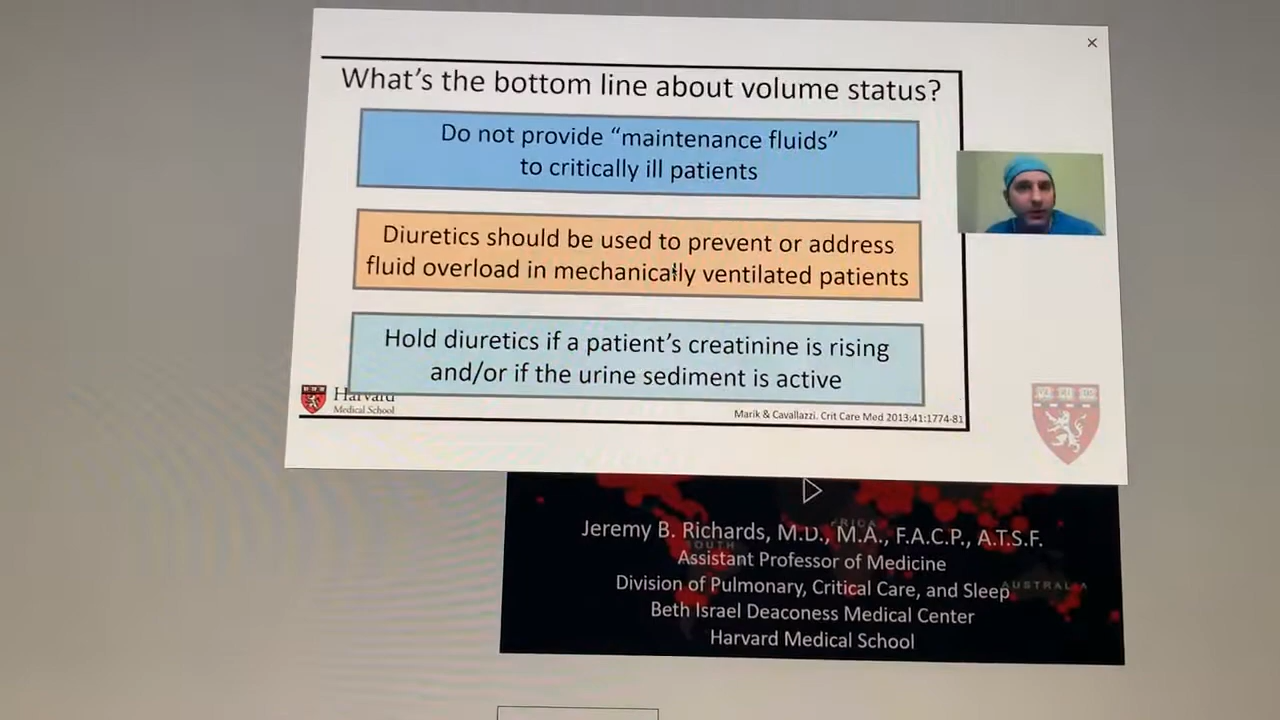 What's the bottom line about volume status?
Do not provide “maintenance fluids”
to critically ill patients
Diuretics should be used to prevent or address
fluid overload in mechanically ventilated patients
Hold diuretics if a patient's creatinine is rising
and/or if the urine sediment is active
Harvard
Medical School
Marik & Cavallazzi. Crit Care Med 2013;41:1774-81
Jeremy B. Richards, M.D., M.A., F.A.C.P., A.T.S.F.
Assistant Professor of Medicine
Division of Pulmonary, Critical Care, and Sleep
AUSTRALIA
Beth Israel Deaconess Medical Center
Harvard Medical School